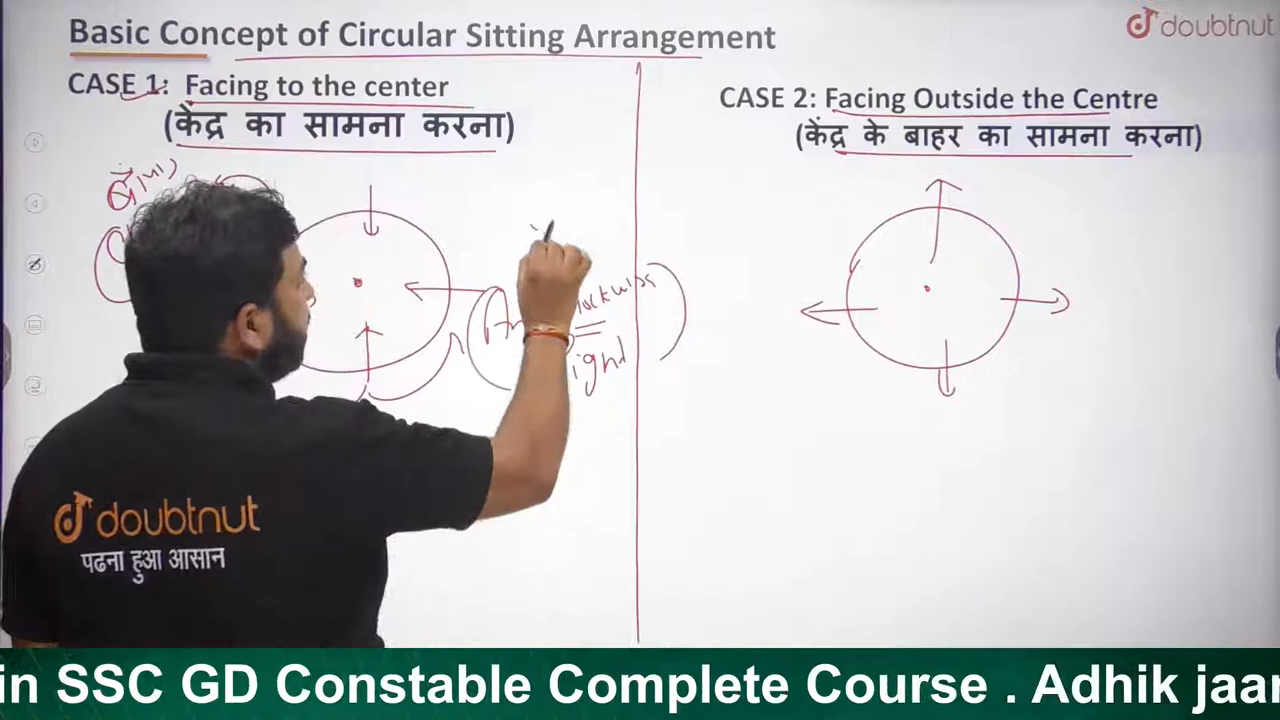 Basic Concept of Circular Sitting Arrangement
doubtnut
CASE 1: Facing to the center
(केंद्र का सामना करना)
CASE 2: Facing Outside the Centre
(केंद्र के बाहर का सामना करना)
doubtnut
पढना हुआ आसान
in SSC GD Constable Complete Course . Adhik jaan